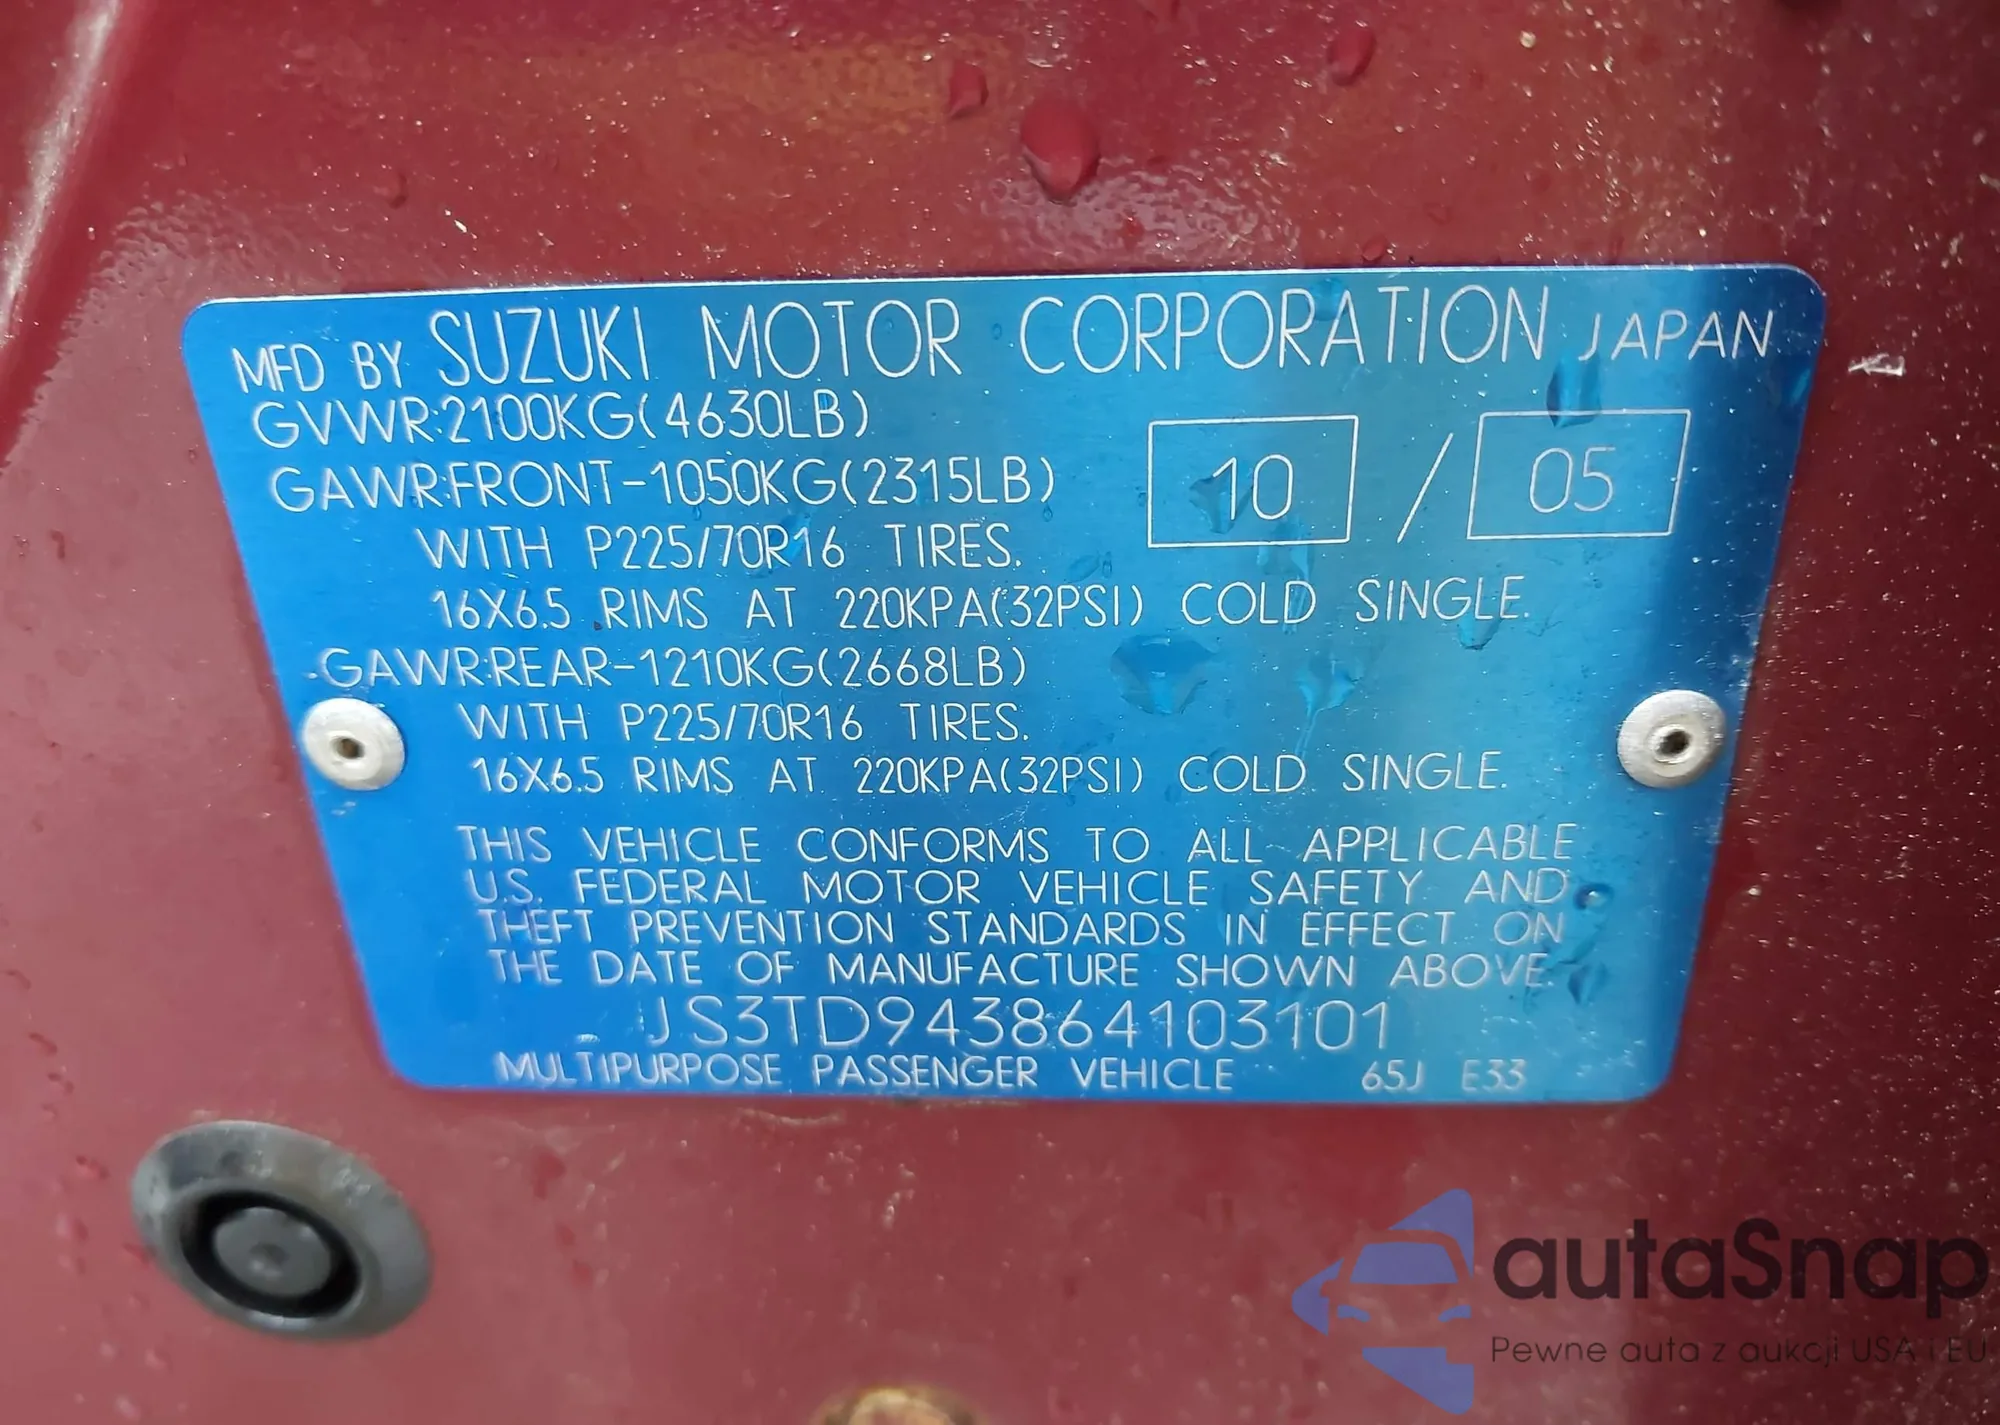 MFD BY SUZUKI MOTOR CORPORATION JAPAN
GVWR:2100KG(4630LB)
10 / 05
GAWR:FRONT-1050KG(2315LB)
WITH P225/70R16 TIRES.
16X6.5 RIMS AT 220KPA(32PSI) COLD SINGLE.
GAWR:REAR-1210KG(2668LB)
WITH P225/70R16 TIRES.
16X6.5 RIMS AT 220KPA(32PSI) COLD SINGLE.
THIS VEHICLE CONFORMS TO ALL APPLICABLE
U.S. FEDERAL MOTOR VEHICLE SAFETY AND
THEFT PREVENTION STANDARDS IN EFFECT ON
THE DATE OF MANUFACTURE SHOWN ABOVE.
JS3TD943864103101
MULTIPURPOSE PASSENGER VEHICLE 65J E33
autaSnap
Pewne auta z aukcji USA i EU